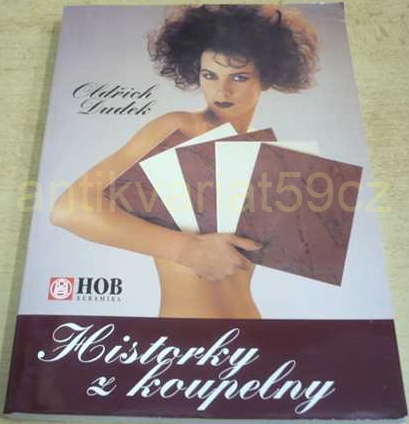 Oldřich
Dudek
antikvariat59cz
HOB
KERAMIKA
Historky
z koupelny